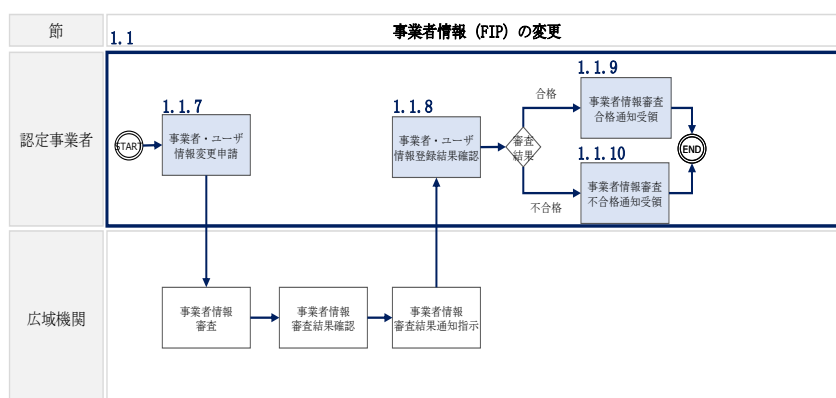 節
1.1
事業者情報（FIP）の変更
認定事業者
START
1.1.7
事業者・ユーザ
情報変更申請
1.1.8
事業者・ユーザ
情報登録結果確認
審査
結果
合格
不合格
1.1.9
事業者情報審査
合格通知受領
1.1.10
事業者情報審査
不合格通知受領
END
広域機関
事業者情報
審査
事業者情報
審査結果確認
事業者情報
審査結果通知指示